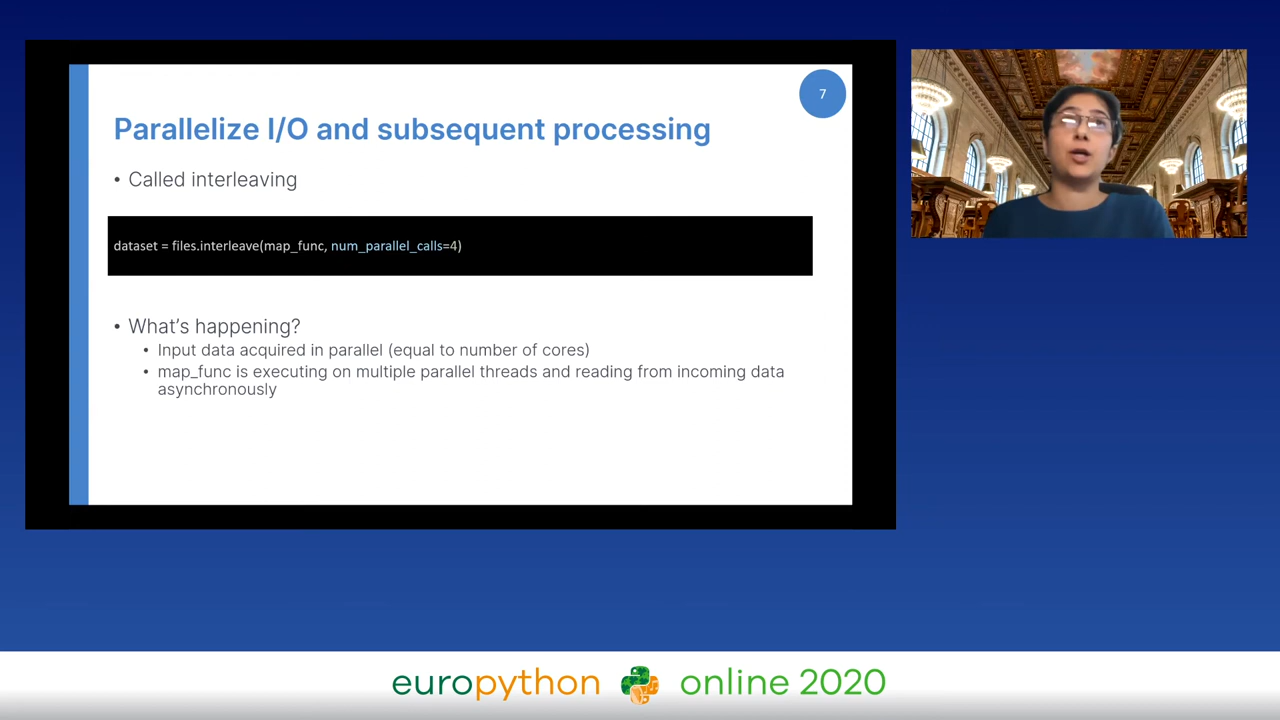 7
Parallelize I/O and subsequent processing
• Called interleaving
dataset = files.interleave(map_func, num_parallel_calls=4)
• What’s happening?
• Input data acquired in parallel (equal to number of cores)
• map_func is executing on multiple parallel threads and reading from incoming data
asynchronously
europython online 2020